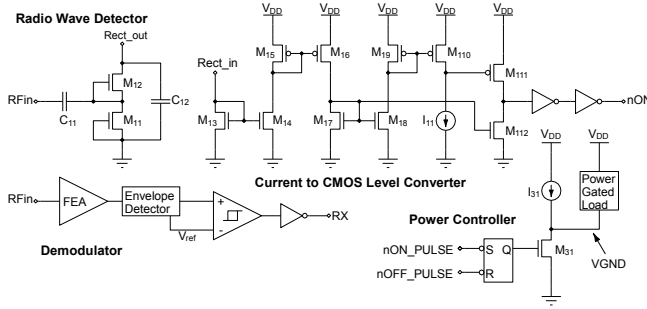 Radio Wave Detector
Rect_out
RFin
C11
M12
M11
C12
Rect_in
M13
M14
VDD
M15
M16
M17
VDD
M19
M110
M18
I11
VDD
M111
M112
nON
Current to CMOS Level Converter
RFin
FEA
Envelope
Detector
Vref
+
-
RX
Demodulator
Power Controller
VDD
VDD
I31
Power
Gated
Load
nON_PULSE
nOFF_PULSE
S
Q
R
M31
VGND